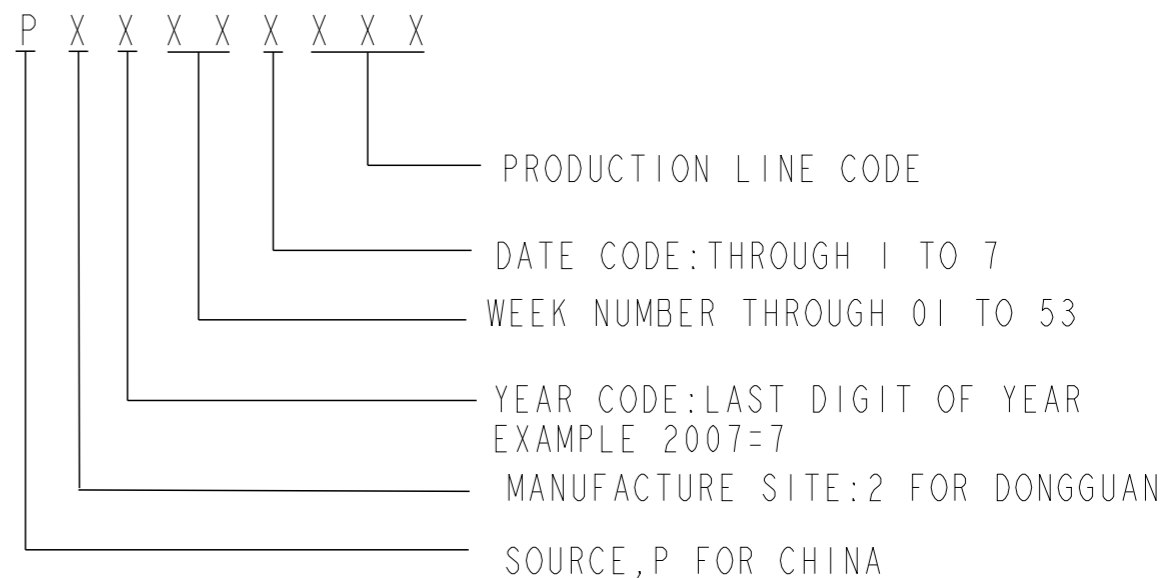 P X X X X X X X X
PRODUCTION LINE CODE
DATE CODE:THROUGH 1 TO 7
WEEK NUMBER THROUGH 01 TO 53
YEAR CODE:LAST DIGIT OF YEAR
EXAMPLE 2007=7
MANUFACTURE SITE:2 FOR DONGGUAN
SOURCE,P FOR CHINA